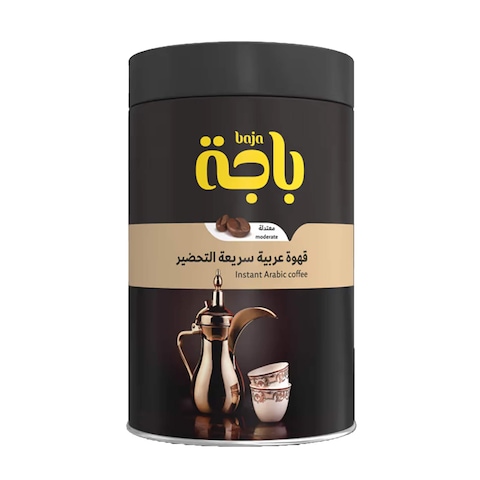 baja
باجة
معتدلة
moderate
قهوة عربية سريعة التحضير
Instant Arabic coffee